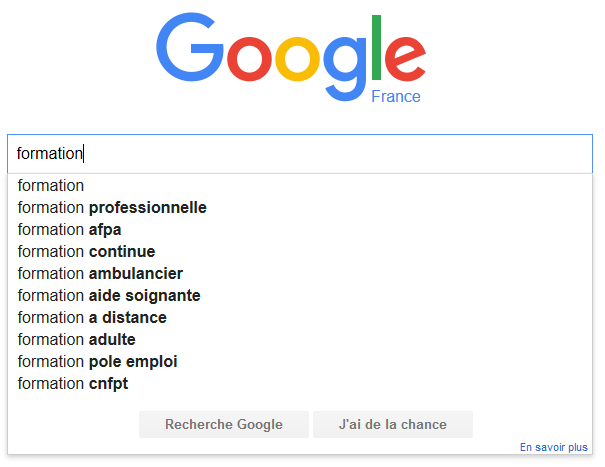 Google
France
formation
formation
formation professionnelle
formation afpa
formation continue
formation ambulancier
formation aide soignante
formation a distance
formation adulte
formation pole emploi
formation cnfpt
Recherche Google J'ai de la chance
En savoir plus